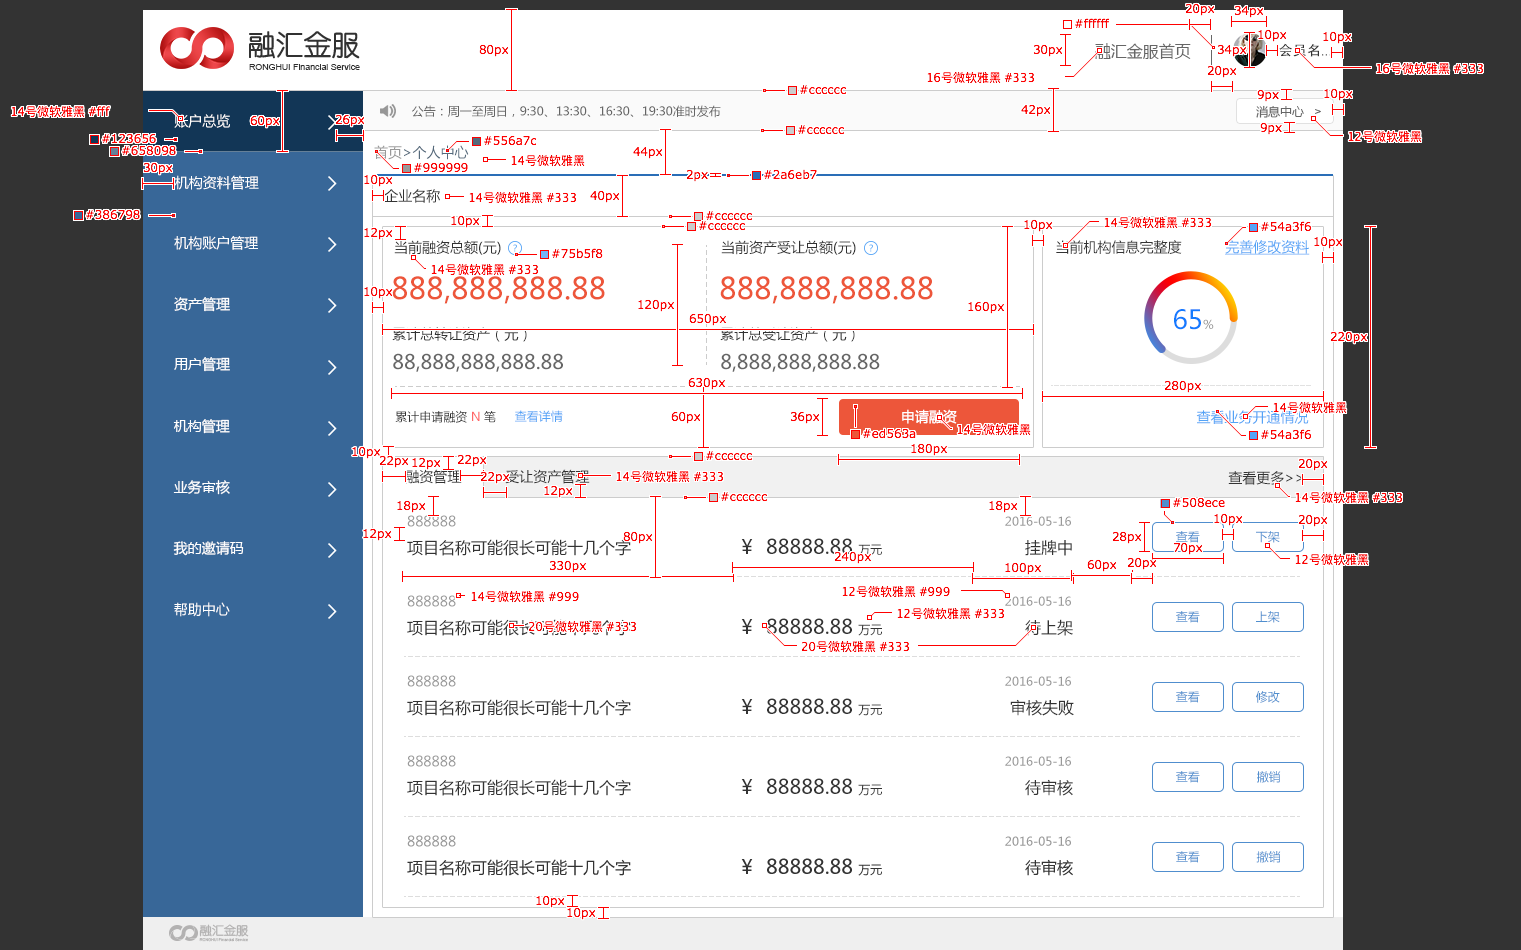 20px
34px
#ffffff
80px
融汇金服
RONGHUI Financial Service
30px
融汇金服首页
34px
10px
会员名..
10px
16号微软雅黑 #333
16号微软雅黑 #333
20px
#cccccc
14号微软雅黑 #fff
账户总览
60px
26px
公告：周一至周日，9:30、13:30、16:30、19:30准时发布
42px
9px
10px
消息中心 >
9px
12号微软雅黑
#cccccc
#123656
#658098
#556a7c
44px
首页>个人中心
14号微软雅黑
#999999
30px
机构资料管理
10px
2px
#2a6eb7
企业名称
14号微软雅黑 #333
40px
#386798
10px
#cccccc
#cccccc
12px
10px
14号微软雅黑 #333
#54a3f6
机构账户管理
当前融资总额(元) ?
#75b5f8
14号微软雅黑 #333
当前资产受让总额(元) ?
当前机构信息完整度
完善修改资料
10px
10px
888,888,888.88
888,888,888.88
120px
160px
资产管理
650px
累计总转让资产（元）
累计总受让资产（元）
65%
220px
88,888,888,888.88
8,888,888,888.88
用户管理
630px
280px
累计申请融资 N 笔
查看详情
60px
36px
申请融资
14号微软雅黑
#ed563a
查看业务开通情况
14号微软雅黑
#54a3f6
机构管理
180px
10px
22px
12px
22px
#cccccc
融资管理
22px
受让资产管理
14号微软雅黑 #333
12px
#cccccc
查看更多>>
20px
14号微软雅黑 #333
业务审核
18px
888888
18px
2016-05-16
#508ece
12px
项目名称可能很长可能十几个字
80px
¥ 88888.88 万元
240px
挂牌中
28px
查看
70px
10px
下架
20px
12号微软雅黑
我的邀请码
330px
100px
60px
20px
888888
14号微软雅黑 #999
12号微软雅黑 #999
2016-05-16
项目名称可能很长可能十几个字
20号微软雅黑 #333
¥ 88888.88 万元
12号微软雅黑 #333
20号微软雅黑 #333
待上架
查看
上架
帮助中心
888888
2016-05-16
项目名称可能很长可能十几个字
¥ 88888.88 万元
审核失败
查看
修改
888888
2016-05-16
项目名称可能很长可能十几个字
¥ 88888.88 万元
待审核
查看
撤销
888888
2016-05-16
项目名称可能很长可能十几个字
¥ 88888.88 万元
待审核
查看
撤销
10px
10px
融汇金服
RONGHUI Financial Service